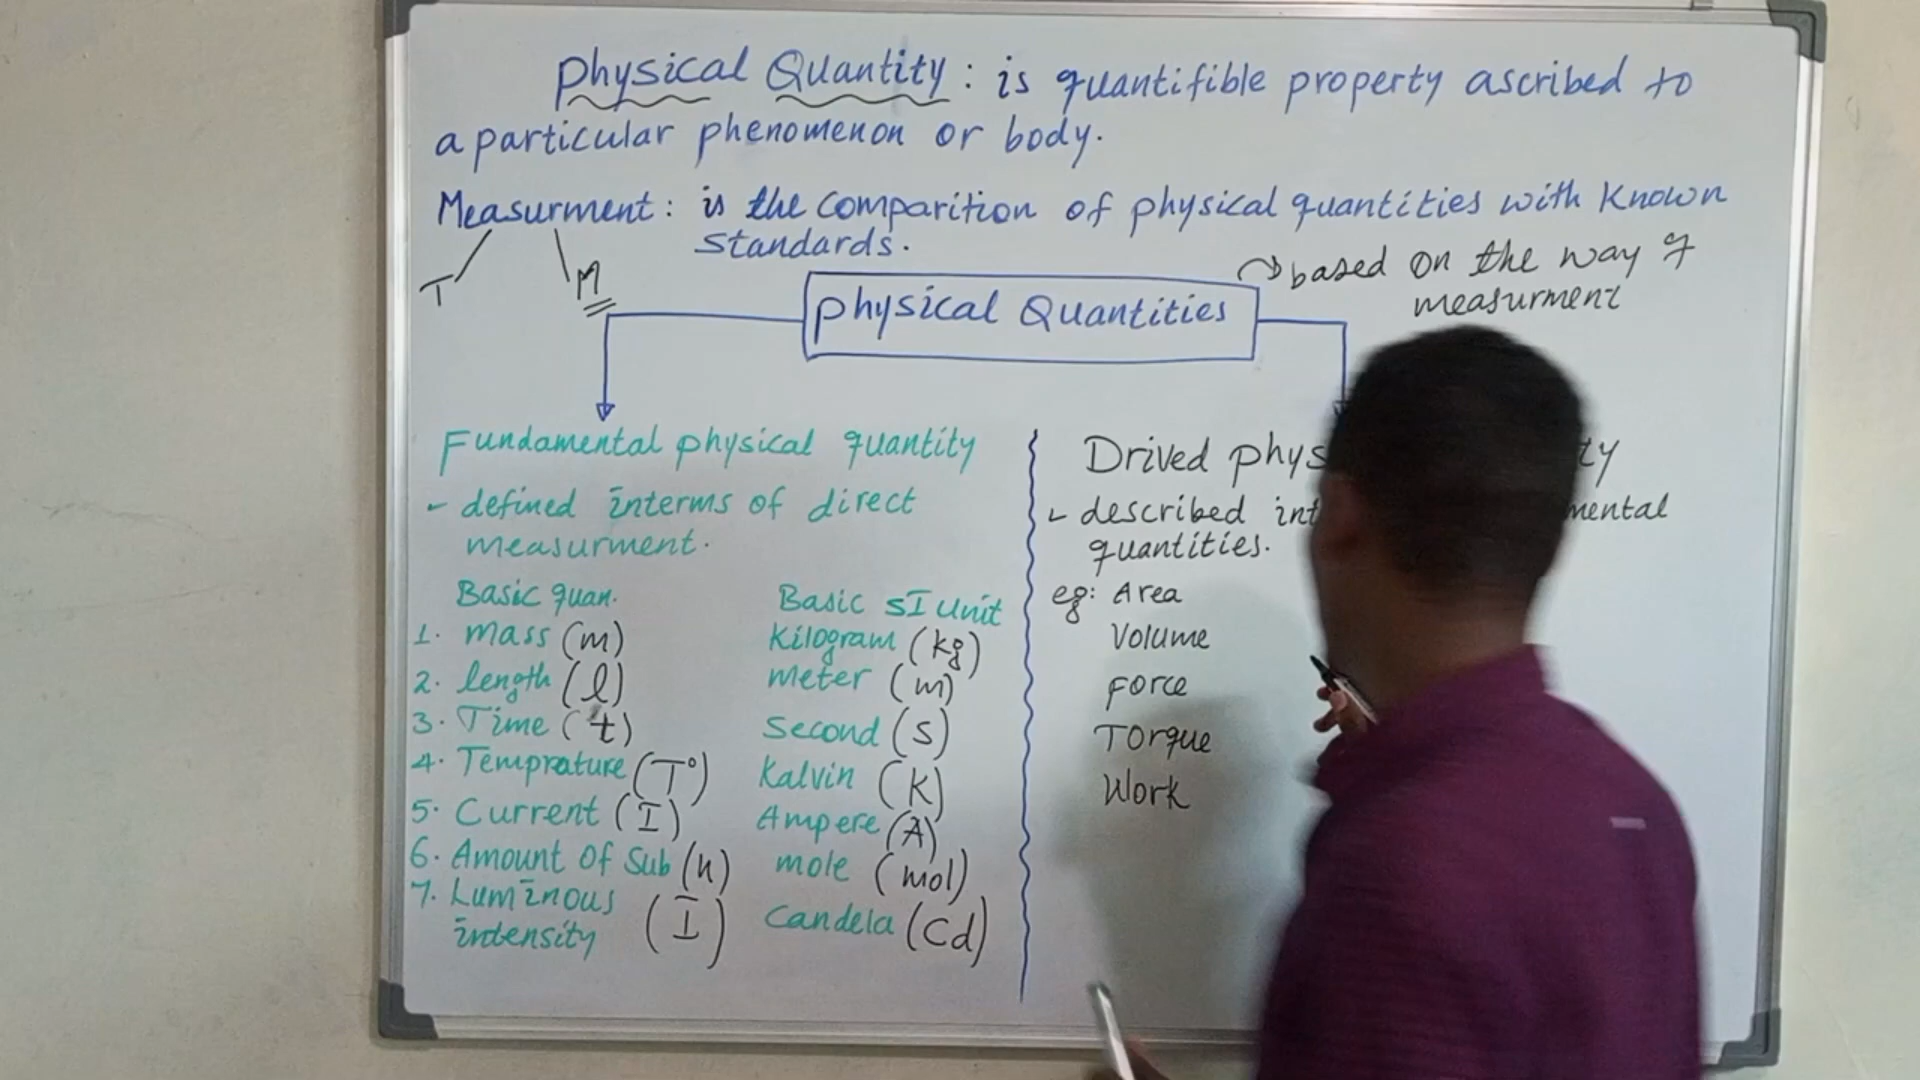 Physical Quantity: is quantifible property ascribed to
a particular phenomenon or body.
Measurment: is the comparition of physical quantities with known
standards.
T M
based on the way of
measurment
Physical Quantities
Fundamental physical quantity
- defined interms of direct
measurment.
Basic quan. Basic SI Unit
1. mass (m) Kilogram (kg)
2. length (l) meter (m)
3. Time (t) Second (s)
4. Temprature (T°) Kalvin (K)
5. Current (I) Ampere (A)
6. Amount Of Sub (n) mole (mol)
7. Luminous
intensity (I) Candela (Cd)
Drived phys ty
- described int mental
quantities.
eg: Area
Volume
Force
Torque
Work